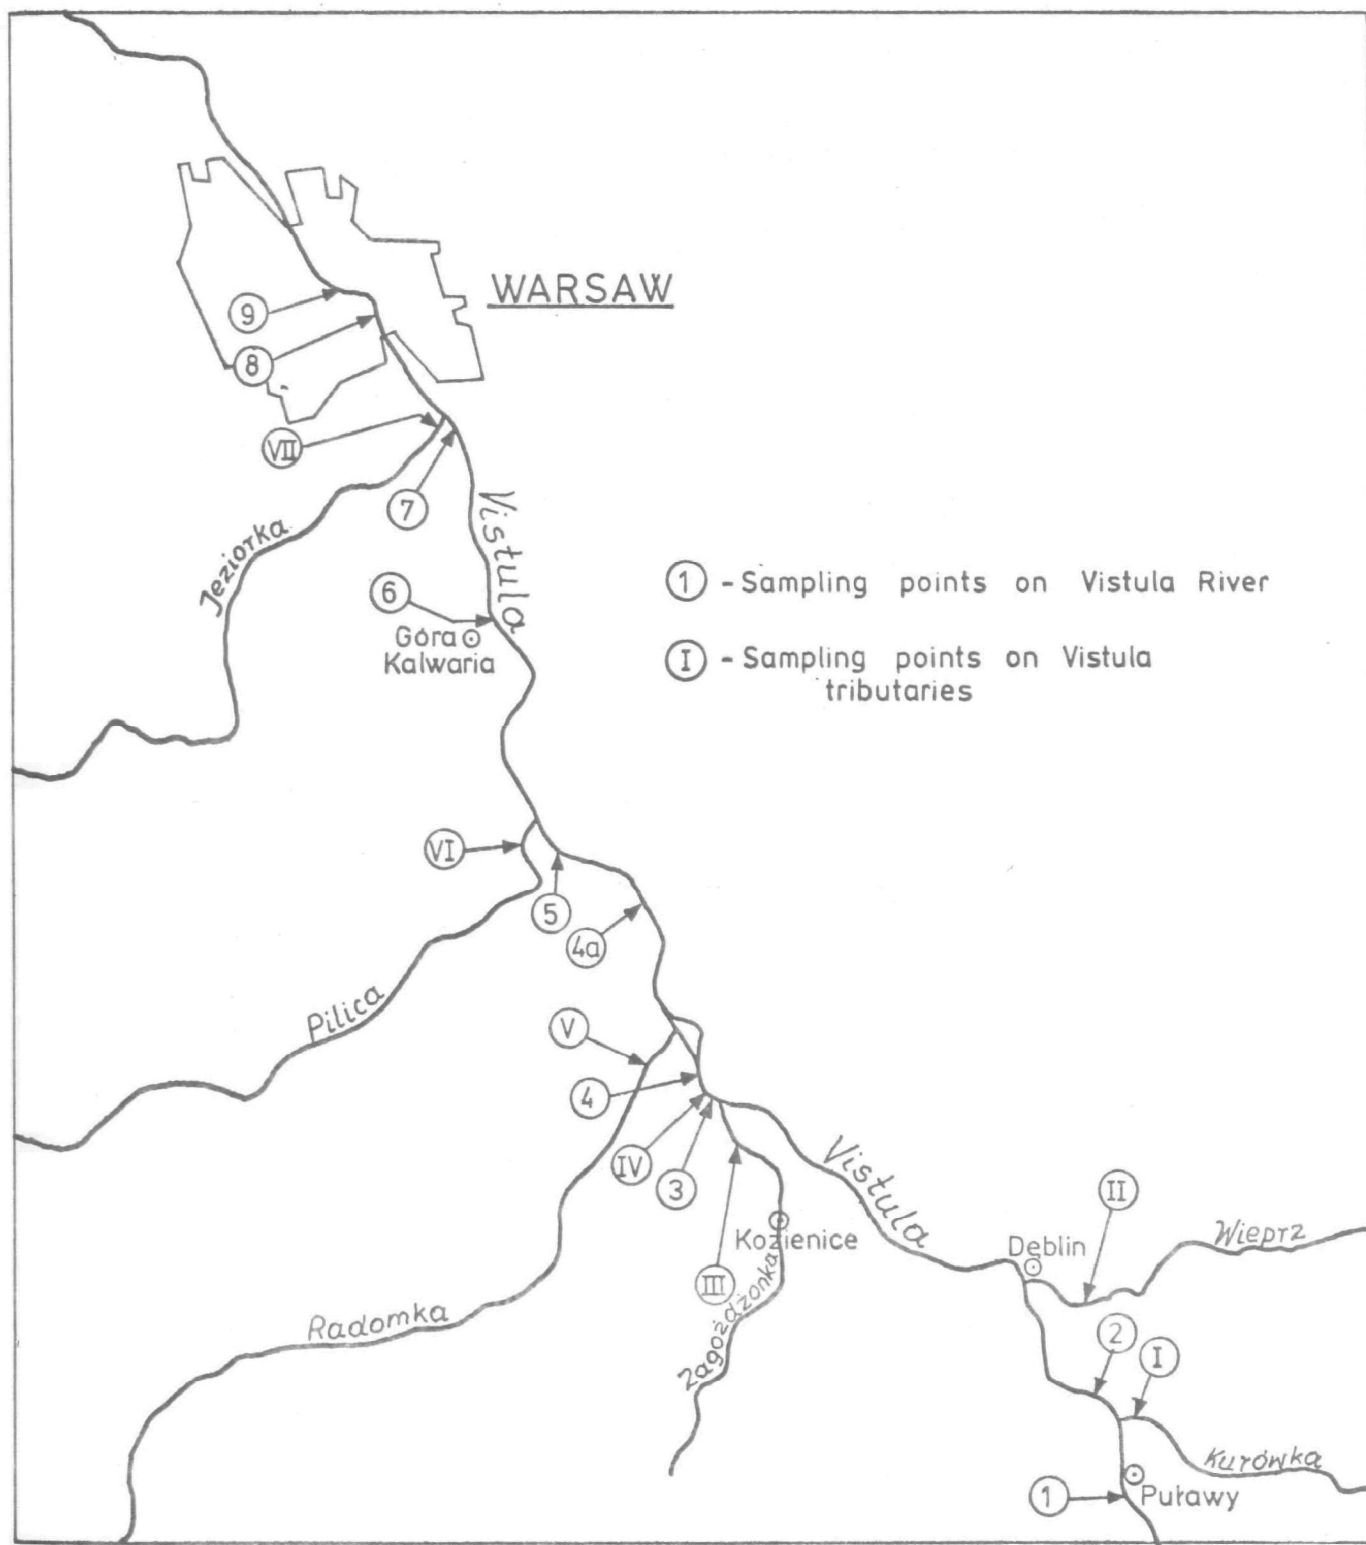 WARSAW
9
8
VII
7
Vistula
Jeziorka
6
Góra
Kalwaria
1 - Sampling points on Vistula River
I - Sampling points on Vistula
tributaries
VI
5
4a
Pilica
V
4
IV
3
Vistula
II
Wieprz
Kozienice
Dęblin
III
Radomka
Zagożdżonka
2
I
Kurówka
1
Puławy